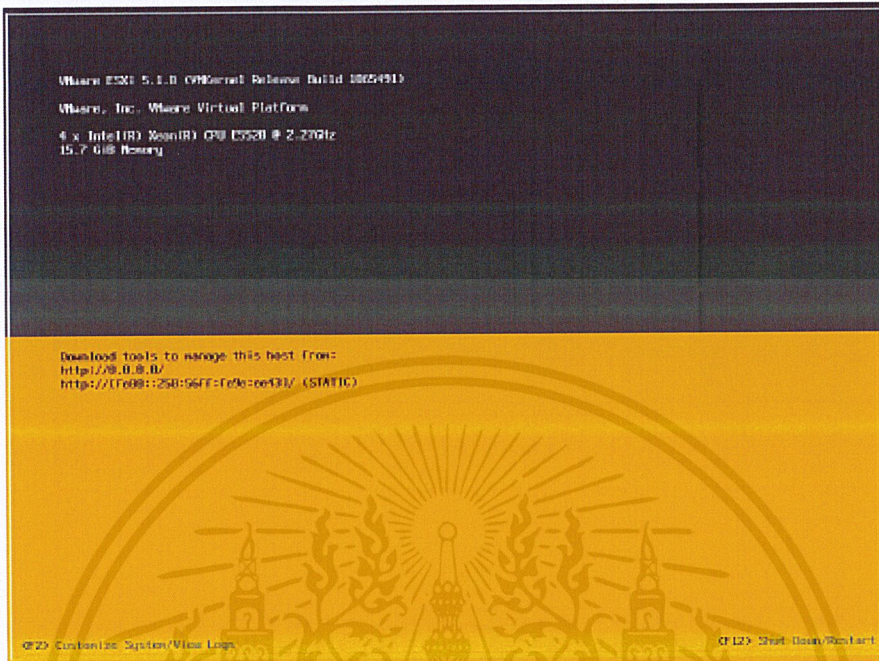 VMware ESXi 5.1.0 (VMKernel Release Build 1065491)
VMware, Inc. VMware Virtual Platform
4 x Intel(R) Xeon(R) CPU E5520 @ 2.27GHz
15.7 GiB Memory
Download tools to manage this host from:
http://0.0.0.0/
http://[fe80::250:56ff:fe9e:ee43]/ (STATIC)
<F2> Customize System/View Logs
<F12> Shut Down/Restart